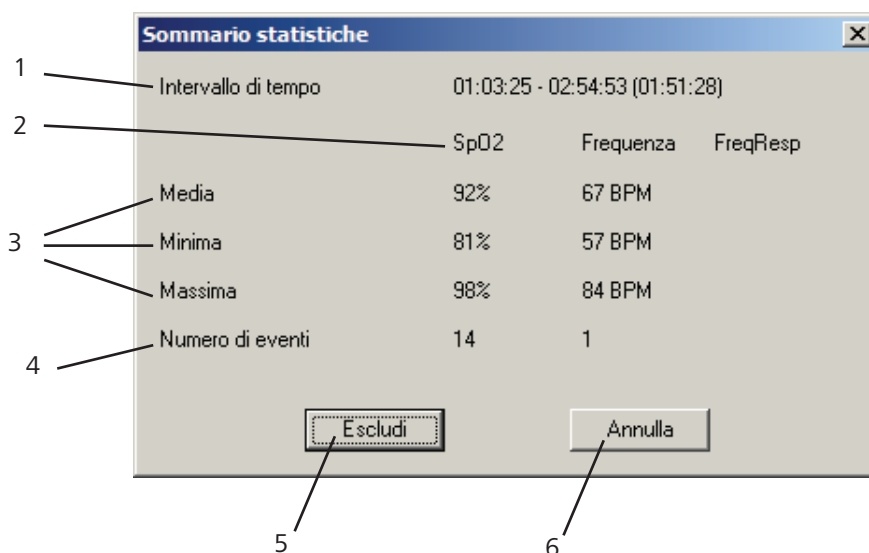 Sommario statistiche
1
Intervallo di tempo 01:03:25 - 02:54:53 (01:51:28)
2
SpO2 Frequenza FreqResp
Media 92% 67 BPM
3
Minima 81% 57 BPM
Massima 98% 84 BPM
4
Numero di eventi 14 1
Escludi Annulla
5 6